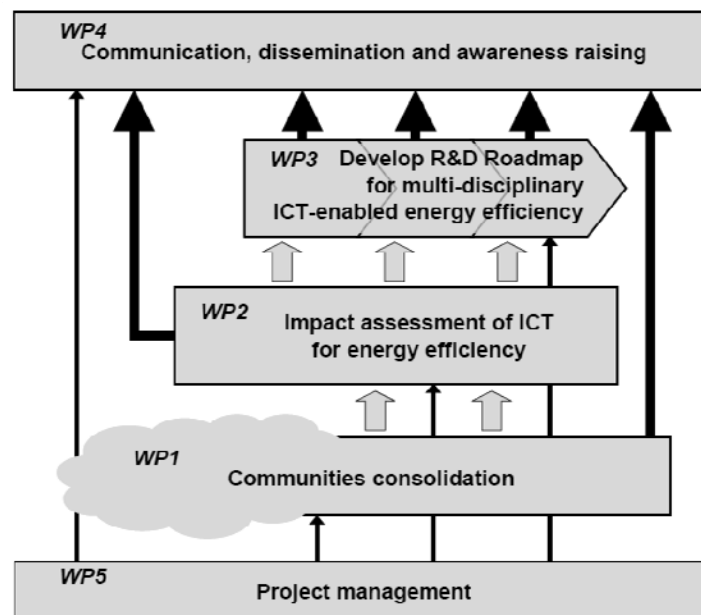 WP4
Communication, dissemination and awareness raising
WP3 Develop R&D Roadmap
for multi-disciplinary
ICT-enabled energy efficiency
WP2 Impact assessment of ICT
for energy efficiency
WP1
Communities consolidation
WP5
Project management